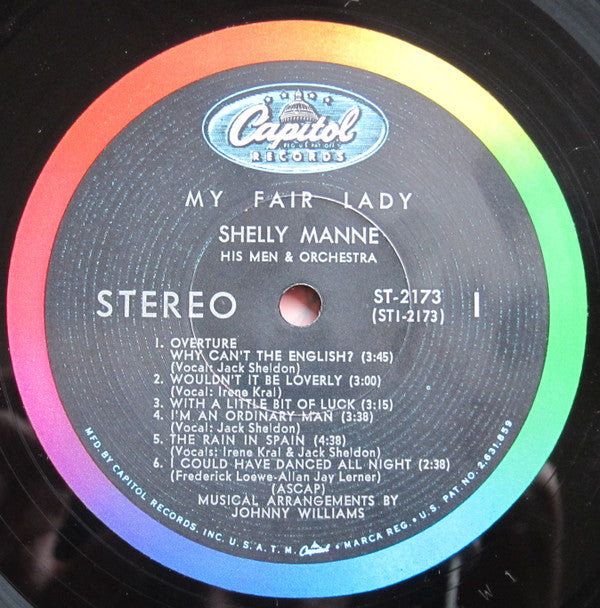 Capitol
REG. U.S. PAT. OFF.
RECORDS
MY FAIR LADY
SHELLY MANNE
HIS MEN & ORCHESTRA
STEREO
ST-2173
(ST1-2173)
1
1. OVERTURE
WHY CAN'T THE ENGLISH? (3:45)
(Vocal: Jack Sheldon)
2. WOULDN'T IT BE LOVERLY (3:00)
(Vocal: Irene Kral)
3. WITH A LITTLE BIT OF LUCK (3:15)
4. I'M AN ORDINARY MAN (3:38)
(Vocal: Jack Sheldon)
5. THE RAIN IN SPAIN (4:38)
(Vocals: Irene Kral & Jack Sheldon)
6. I COULD HAVE DANCED ALL NIGHT (2:38)
(Frederick Loewe-Allan Jay Lerner)
(ASCAP)
MUSICAL ARRANGEMENTS BY
JOHNNY WILLIAMS
MFD. BY CAPITOL RECORDS, INC. U.S.A. T.M. Capitol MARCA REG. • U.S. PAT. NO. 2,631,859
W 1